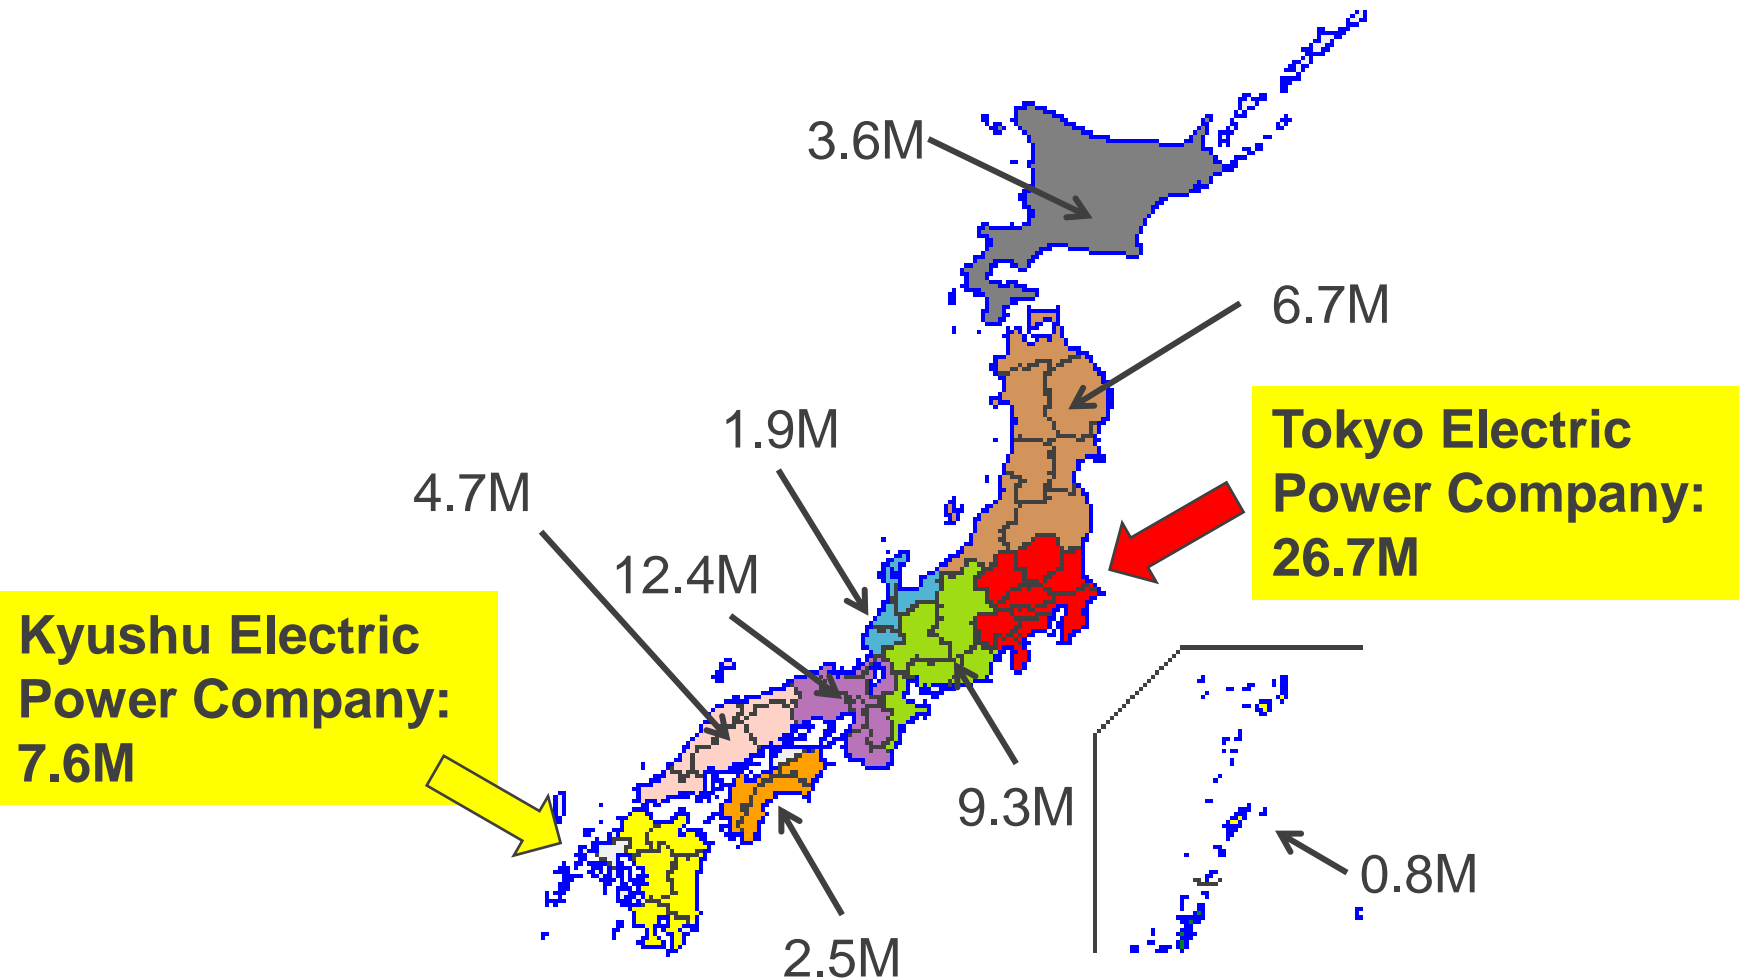 3.6M
6.7M
1.9M
Tokyo Electric
Power Company:
26.7M
4.7M
12.4M
Kyushu Electric
Power Company:
7.6M
9.3M
0.8M
2.5M